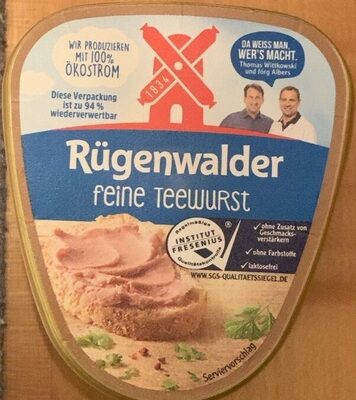 WIR PRODUZIEREN
MIT 100%
ÖKOSTROM
Diese Verpackung
ist zu 94 %
wiederverwertbar
1834
DA WEISS MAN,
WER'S MACHT.
Thomas Wittkowski
und Jörg Albers
Rügenwalder
feine Teewurst
Regelmäßige
INSTITUT
FRESENIUS
Qualitätskontrolle
✓ ohne Zusatz von
Geschmacks-
verstärkern
✓ ohne Farbstoffe
✓ laktosefrei
WWW.SGS-QUALITAETSSIEGEL.DE
Serviervorschlag